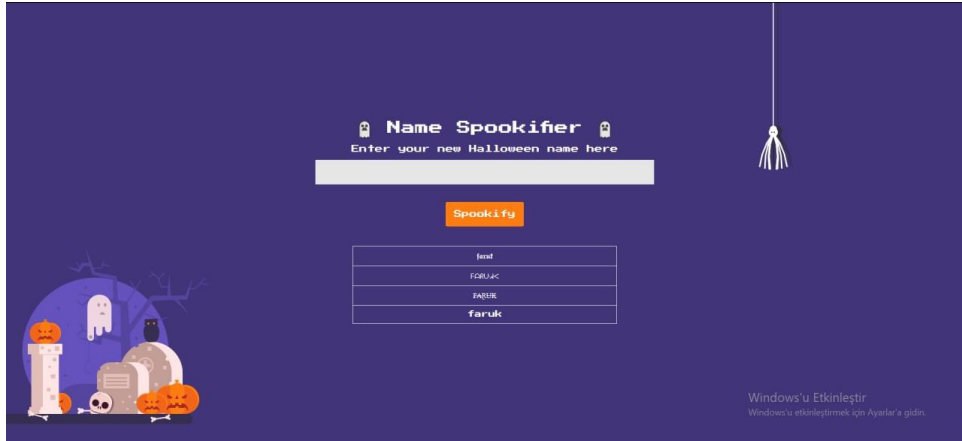 Name Spookifier
Enter your new Halloween name here
Spookify
FARUK
FARUK
faruk
Windows'u Etkinleştir
Windows'u etkinleştirmek için Ayarlar'a gidin.